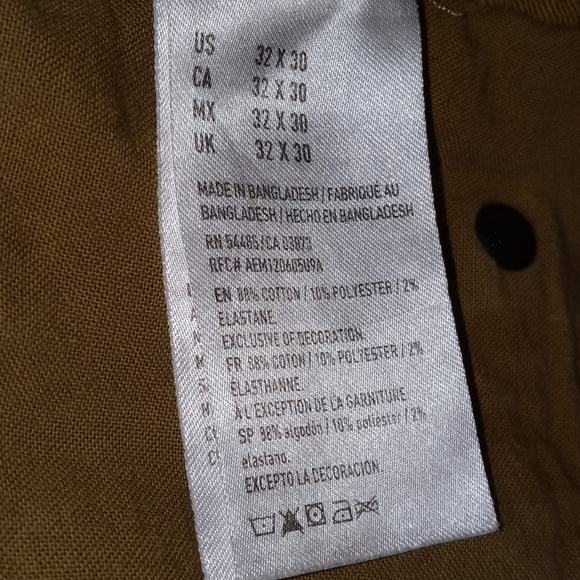 US 32 X 30
CA 32 X 30
MX 32 X 30
UK 32 X 30
MADE IN BANGLADESH / FABRIQUÉ AU
BANGLADESH / HECHO EN BANGLADESH
RN 54485 / CA 03873
RFC# AEM12060509A
EN 88% COTTON / 10% POLYESTER / 2%
ELASTANE.
EXCLUSIVE OF DECORATION.
FR 88% COTON / 10% POLYESTER / 2%
ÉLASTHANNE.
À L'EXCEPTION DE LA GARNITURE.
SP 88% algodón / 10% poliéster / 2%
elastano.
EXCEPTO LA DECORACIÓN.